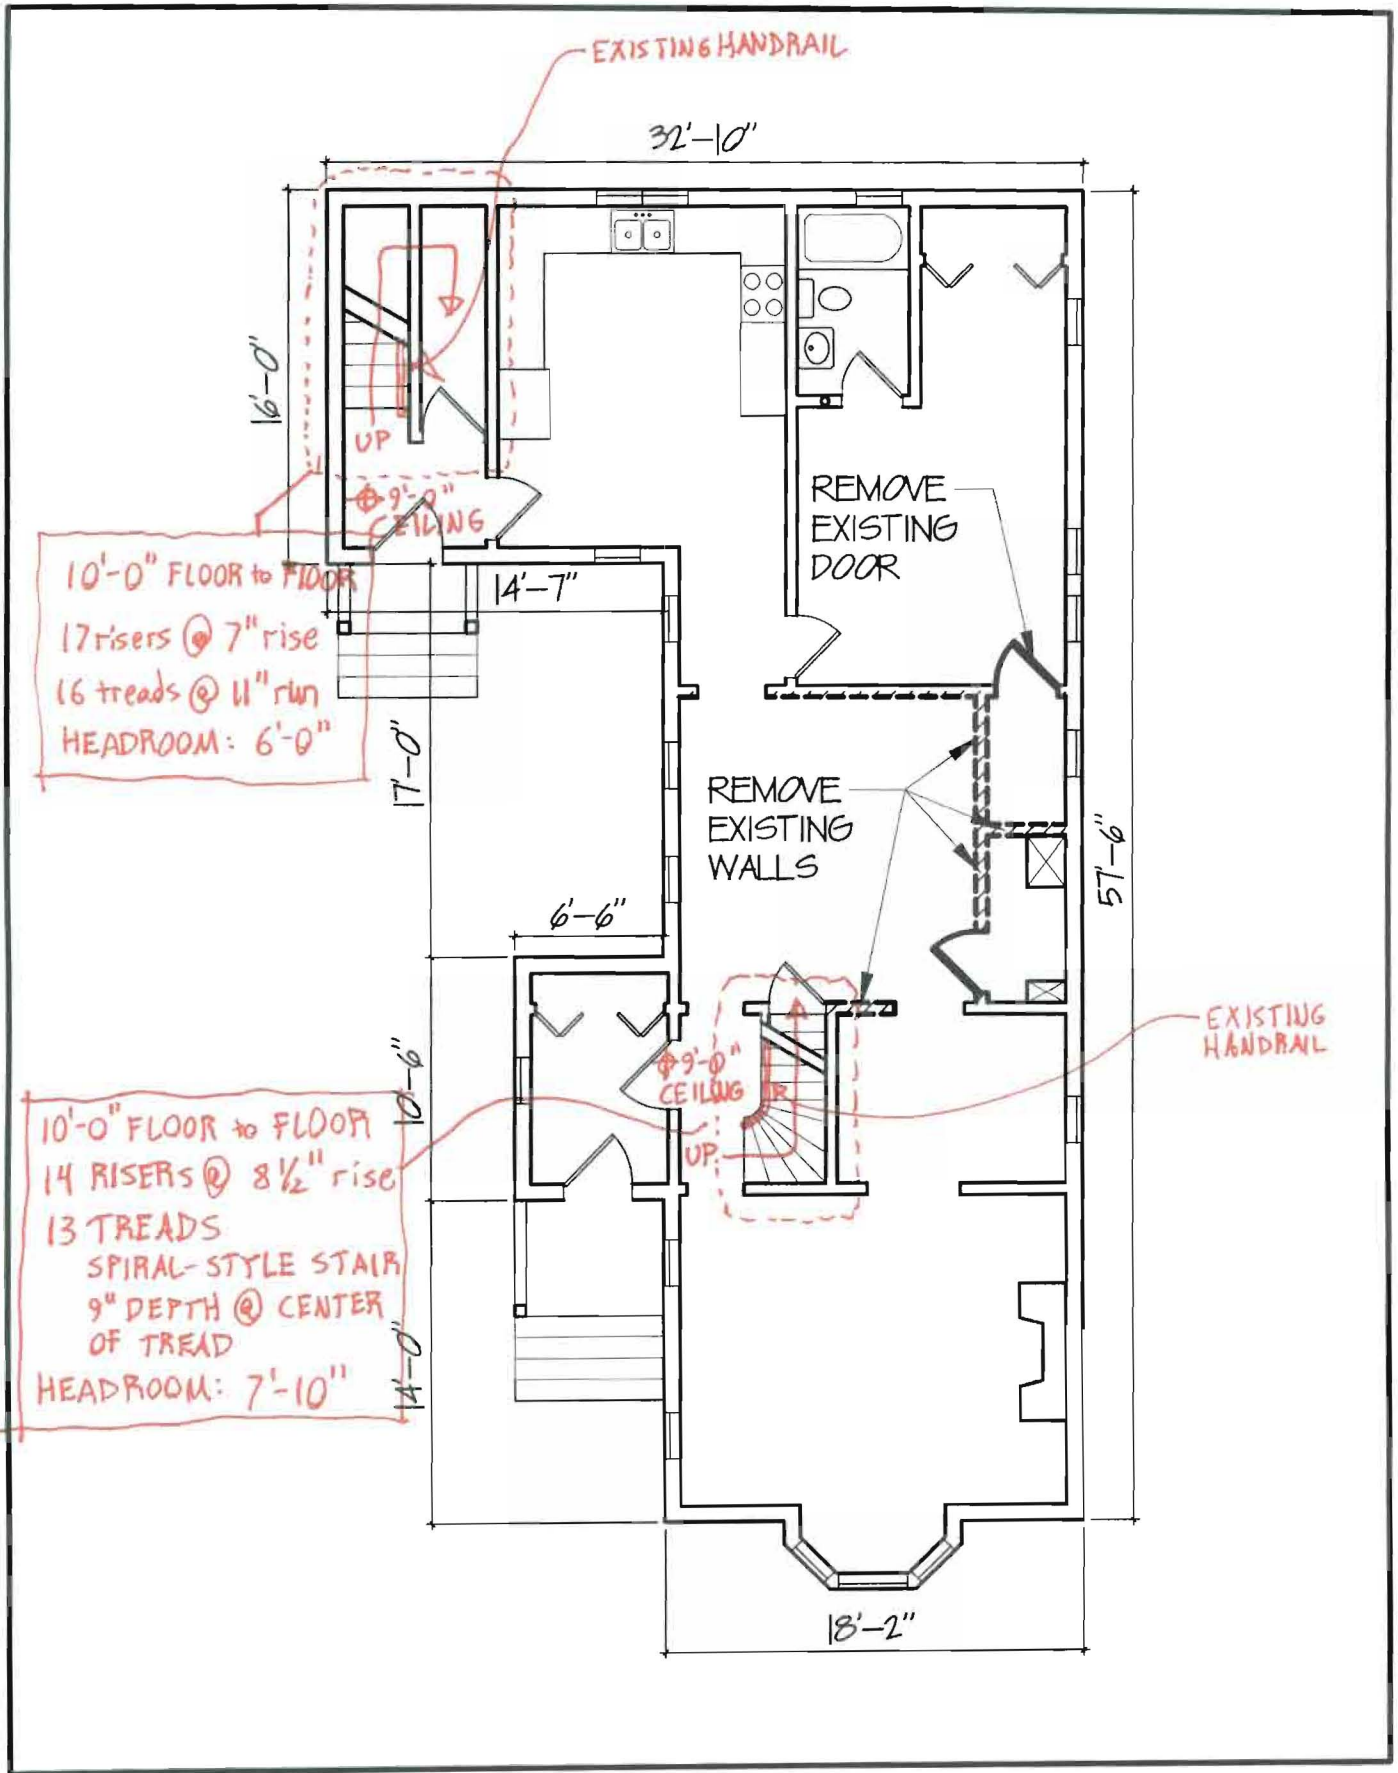 EXISTING HANDRAIL
32'-10"
16'-0"
UP
9'-0"
CEILING
REMOVE
EXISTING
DOOR
10'-0" FLOOR to FLOOR
17 risers @ 7" rise
16 treads @ 11" run
HEADROOM: 6'-0"
14'-7"
17'-0"
REMOVE
EXISTING
WALLS
57'-6"
6'-6"
EXISTING
HANDRAIL
9'-0"
CEILING
UP
10'-6"
10'-0" FLOOR to FLOOR
14 RISERS @ 8 1/2" rise
13 TREADS
SPIRAL-STYLE STAIR
9" DEPTH @ CENTER
OF TREAD
HEADROOM: 7'-10"
14'-0"
18'-2"